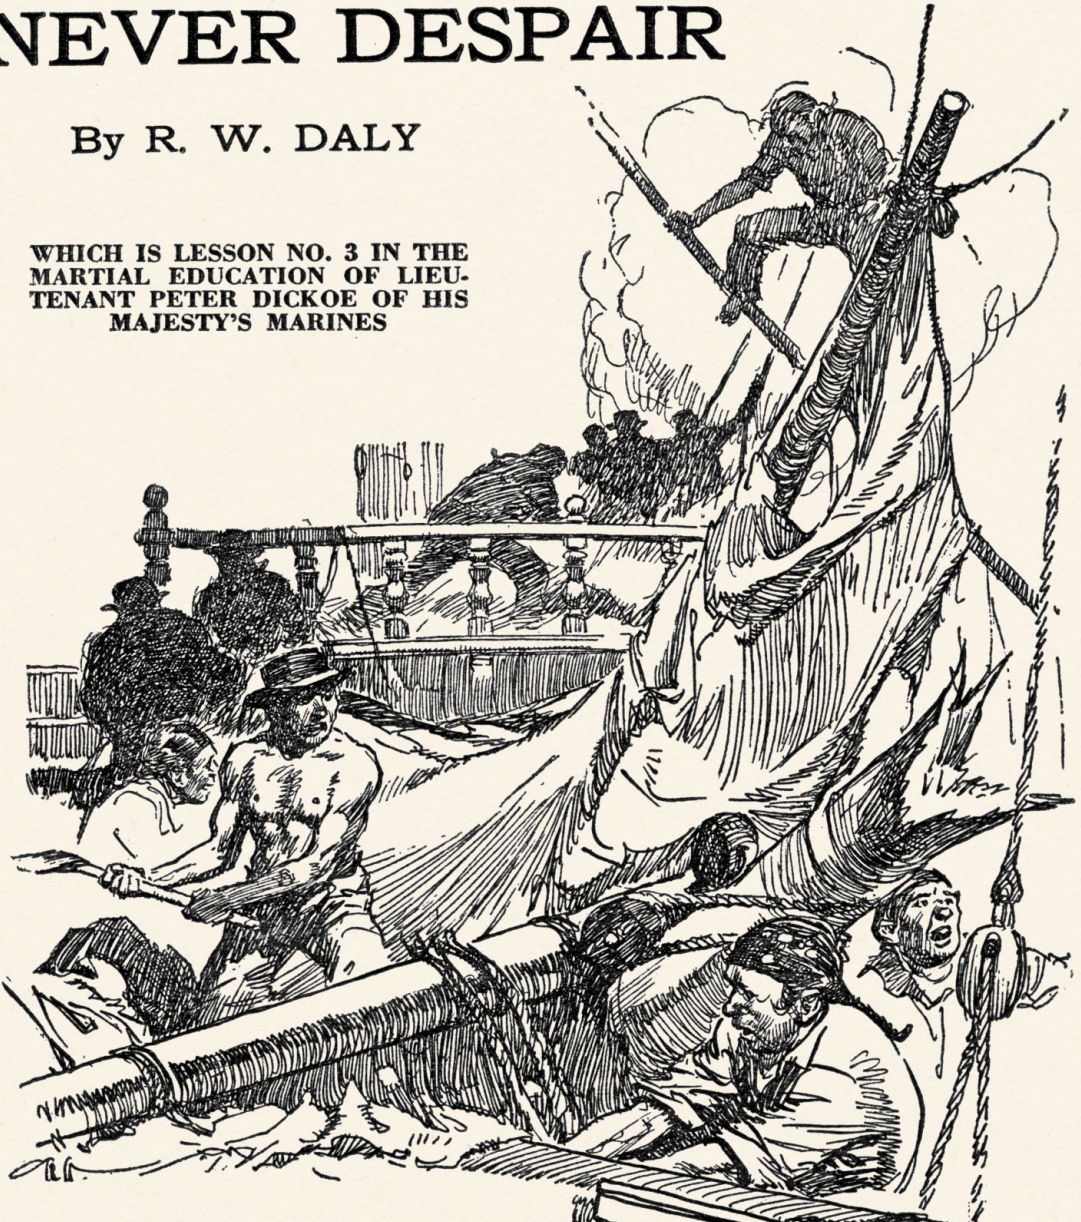 NEVER DESPAIR
By R. W. DALY
WHICH IS LESSON NO. 3 IN THE
MARTIAL EDUCATION OF LIEU-
TENANT PETER DICKOE OF HIS
MAJESTY'S MARINES